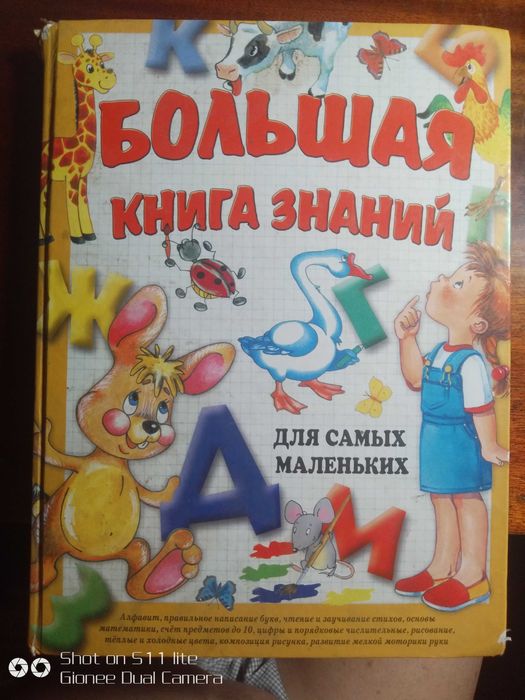 БОЛЬШАЯ
КНИГА ЗНАНИЙ
К
Ж
Г
ДЛЯ САМЫХ
МАЛЕНЬКИХ
Д
М
Алфавит, правильное написание букв, чтение и заучивание стихов, основы
математики, счёт предметов до 10, цифры и порядковые числительные, рисование,
тёплые и холодные цвета, композиция рисунка, развитие мелкой моторики руки
Shot on S11 lite
Gionee Dual Camera